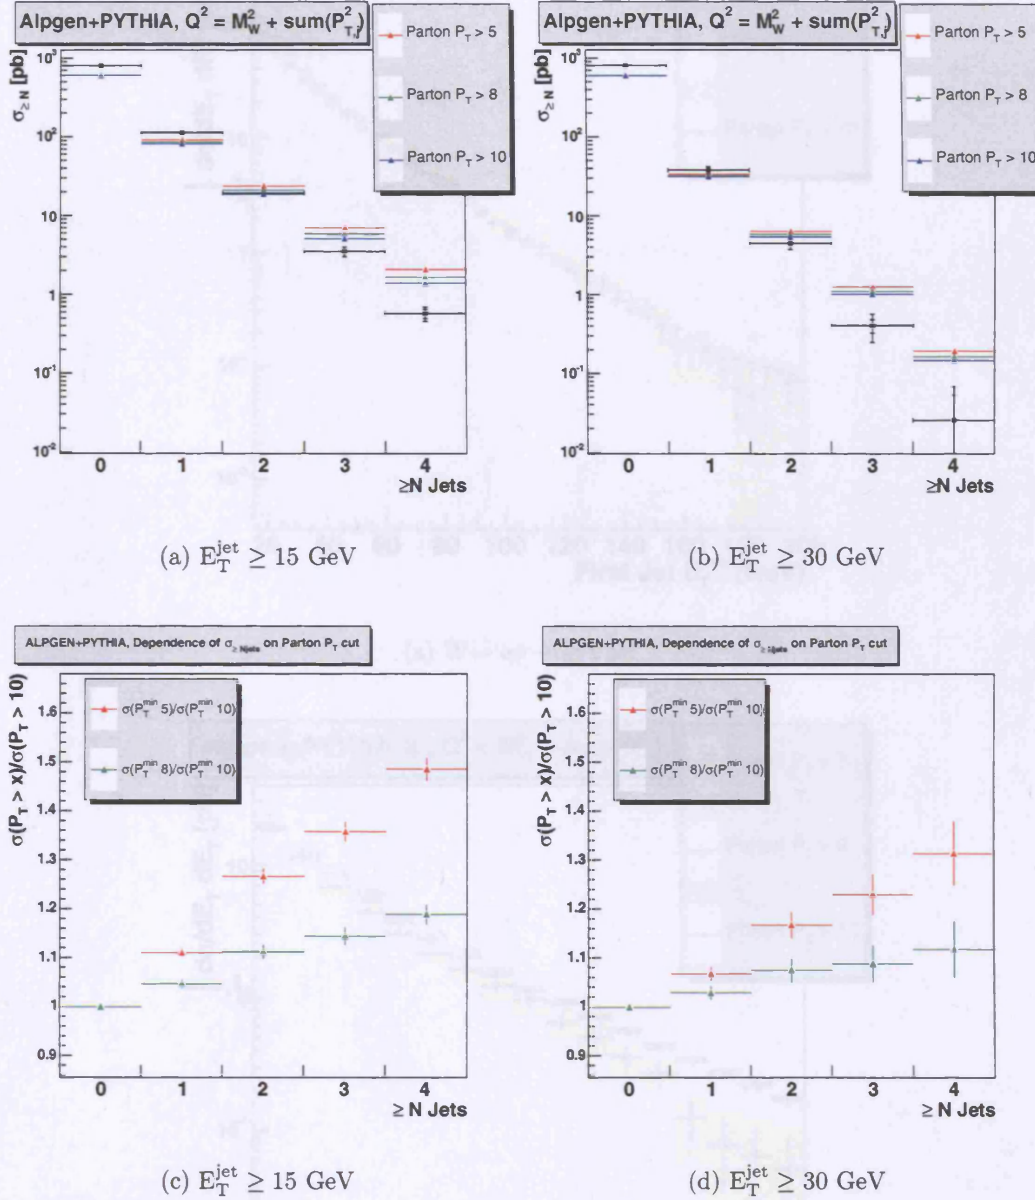 Alpgen+PYTHIA, Q² = M²_W + sum(P²_T,j)
σ≥N [pb]
Parton P_T > 5
Parton P_T > 8
Parton P_T > 10
10³
10²
10
1
10⁻¹
10⁻²
0 1 2 3 4
≥N Jets
(a) E_T^jet ≥ 15 GeV
Alpgen+PYTHIA, Q² = M²_W + sum(P²_T,j)
σ≥N [pb]
Parton P_T > 5
Parton P_T > 8
Parton P_T > 10
10³
10²
10
1
10⁻¹
10⁻²
0 1 2 3 4
≥N Jets
(b) E_T^jet ≥ 30 GeV
ALPGEN+PYTHIA, Dependence of σ≥Njets on Parton P_T cut
σ(P_T > x)/σ(P_T > 10)
σ(P_T^min 5)/σ(P_T^min 10)
σ(P_T^min 8)/σ(P_T^min 10)
1.6
1.5
1.4
1.3
1.2
1.1
1
0.9
0 1 2 3 4
≥ N Jets
(c) E_T^jet ≥ 15 GeV
ALPGEN+PYTHIA, Dependence of σ≥Njets on Parton P_T cut
σ(P_T > x)/σ(P_T > 10)
σ(P_T^min 5)/σ(P_T^min 10)
σ(P_T^min 8)/σ(P_T^min 10)
1.6
1.5
1.4
1.3
1.2
1.1
1
0.9
0 1 2 3 4
≥ N Jets
(d) E_T^jet ≥ 30 GeV